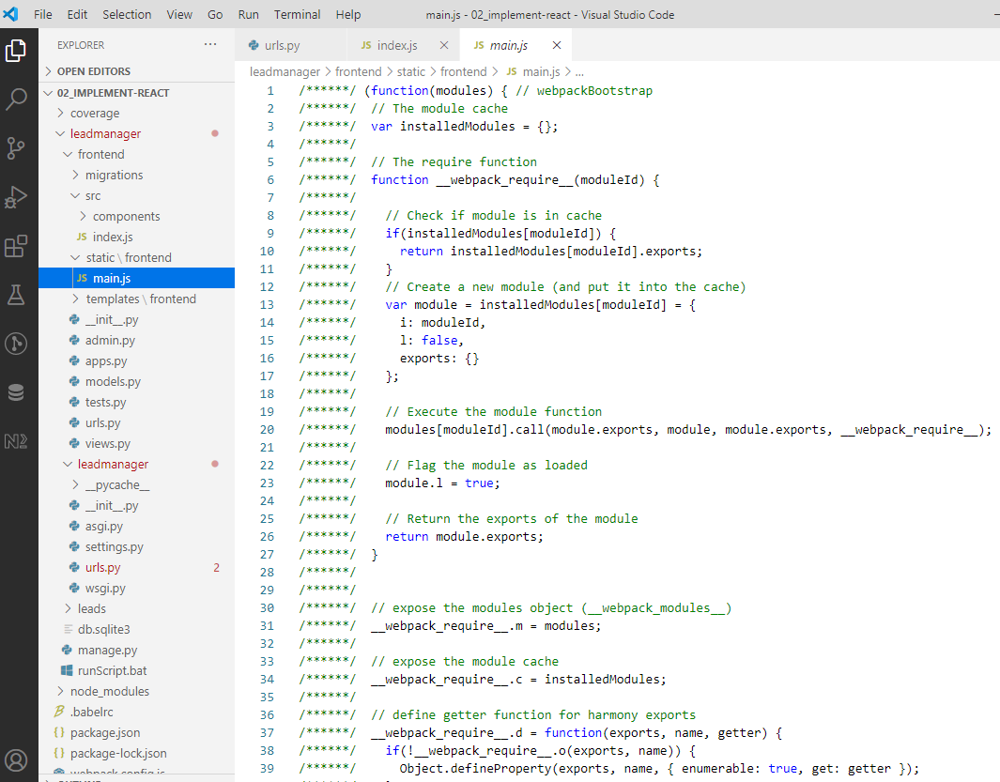 File Edit Selection View Go Run Terminal Help main.js - 02_implement-react - Visual Studio Code
EXPLORER ...
OPEN EDITORS
02_IMPLEMENT-REACT
coverage
leadmanager
frontend
migrations
src
components
JS index.js
static \ frontend
JS main.js
templates \ frontend
__init__.py
admin.py
apps.py
models.py
tests.py
urls.py
views.py
leadmanager
__pycache__
__init__.py
asgi.py
settings.py
urls.py 2
wsgi.py
leads
db.sqlite3
manage.py
runScript.bat
node_modules
.babelrc
{} package.json
{} package-lock.json
webpack.config.js
OUTLINE
urls.py JS index.js JS main.js
leadmanager > frontend > static > frontend > JS main.js > ...
1 /******/ (function(modules) { // webpackBootstrap
2 /******/ // The module cache
3 /******/ var installedModules = {};
4 /******/
5 /******/ // The require function
6 /******/ function __webpack_require__(moduleId) {
7 /******/
8 /******/ // Check if module is in cache
9 /******/ if(installedModules[moduleId]) {
10 /******/ return installedModules[moduleId].exports;
11 /******/ }
12 /******/ // Create a new module (and put it into the cache)
13 /******/ var module = installedModules[moduleId] = {
14 /******/ i: moduleId,
15 /******/ l: false,
16 /******/ exports: {}
17 /******/ };
18 /******/
19 /******/ // Execute the module function
20 /******/ modules[moduleId].call(module.exports, module, module.exports, __webpack_require__);
21 /******/
22 /******/ // Flag the module as loaded
23 /******/ module.l = true;
24 /******/
25 /******/ // Return the exports of the module
26 /******/ return module.exports;
27 /******/ }
28 /******/
29 /******/
30 /******/ // expose the modules object (__webpack_modules__)
31 /******/ __webpack_require__.m = modules;
32 /******/
33 /******/ // expose the module cache
34 /******/ __webpack_require__.c = installedModules;
35 /******/
36 /******/ // define getter function for harmony exports
37 /******/ __webpack_require__.d = function(exports, name, getter) {
38 /******/ if(!__webpack_require__.o(exports, name)) {
39 /******/ Object.defineProperty(exports, name, { enumerable: true, get: getter });